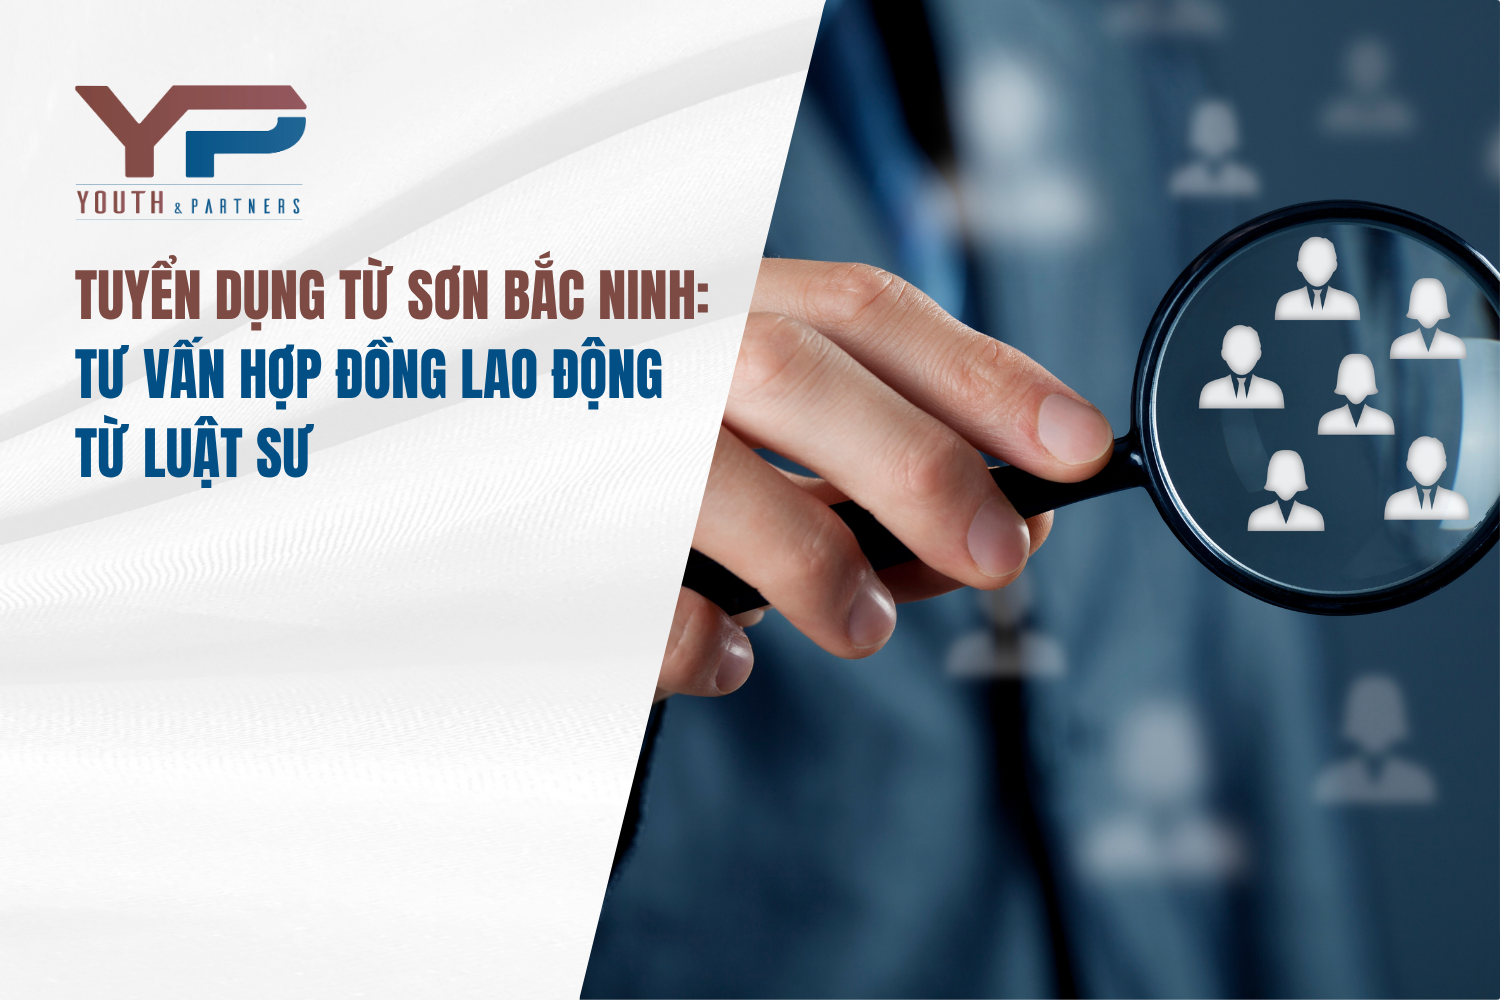 YP
YOUTH & PARTNERS
TUYỂN DỤNG TỪ SƠN BẮC NINH:
TƯ VẤN HỢP ĐỒNG LAO ĐỘNG
TỪ LUẬT SƯ